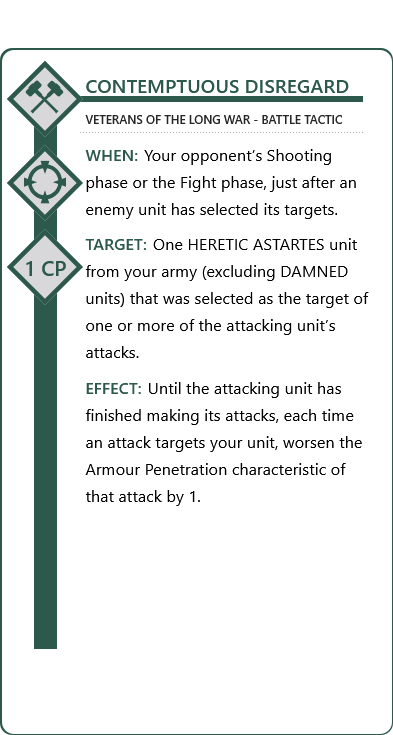 CONTEMPTUOUS DISREGARD
VETERANS OF THE LONG WAR - BATTLE TACTIC
WHEN: Your opponent’s Shooting
phase or the Fight phase, just after an
enemy unit has selected its targets.
1 CP
TARGET: One HERETIC ASTARTES unit
from your army (excluding DAMNED
units) that was selected as the target of
one or more of the attacking unit’s
attacks.
EFFECT: Until the attacking unit has
finished making its attacks, each time
an attack targets your unit, worsen the
Armour Penetration characteristic of
that attack by 1.